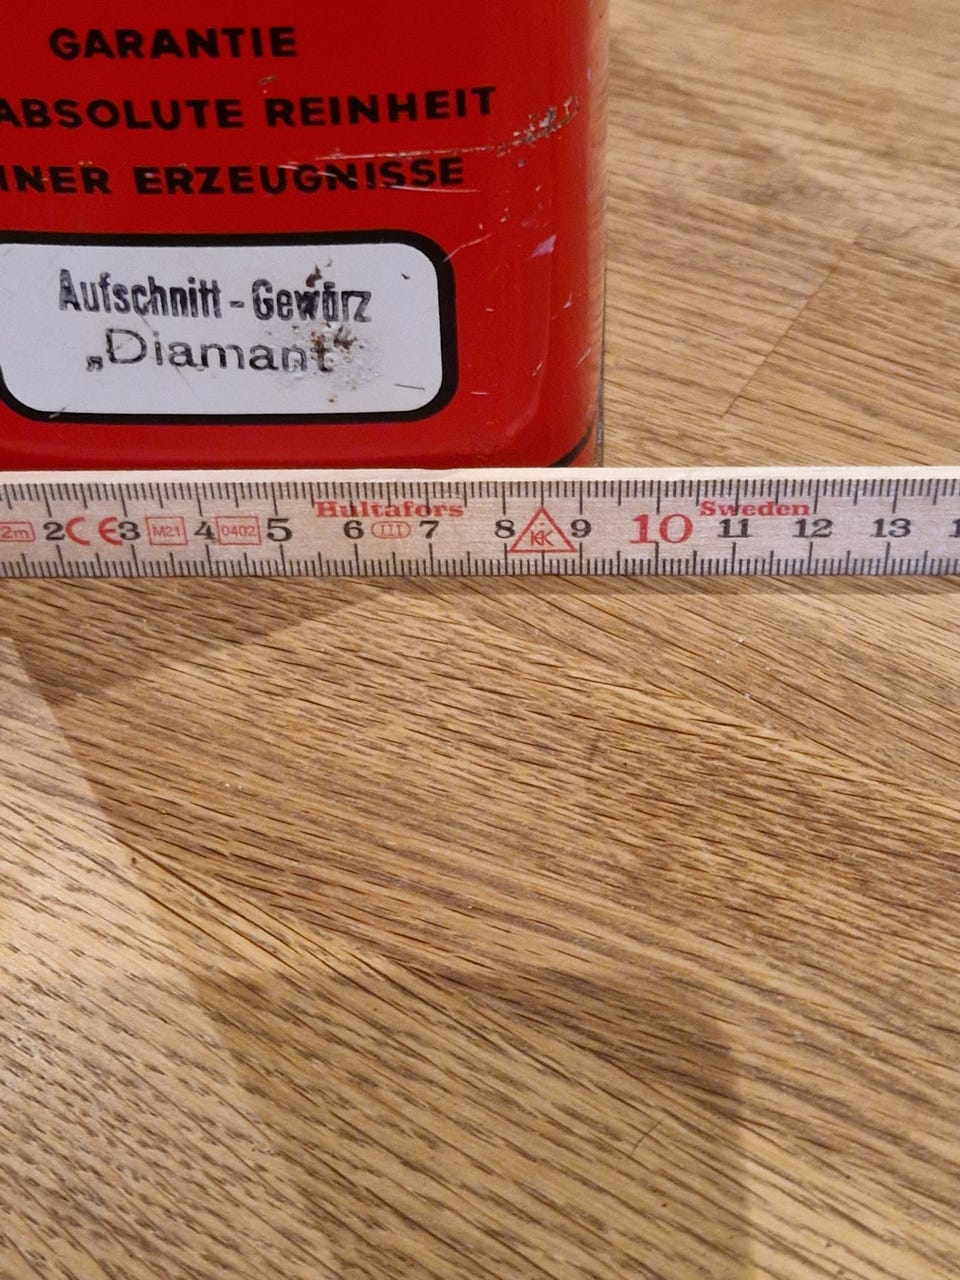 GARANTIE
ABSOLUTE REINHEIT
INER ERZEUGNISSE
Aufschnitt-Gewürz
„Diamant“
Hultafors Sweden
2m 2 CE 3 M21 4 0402 5 6 III 7 8 K 9 10 11 12 13